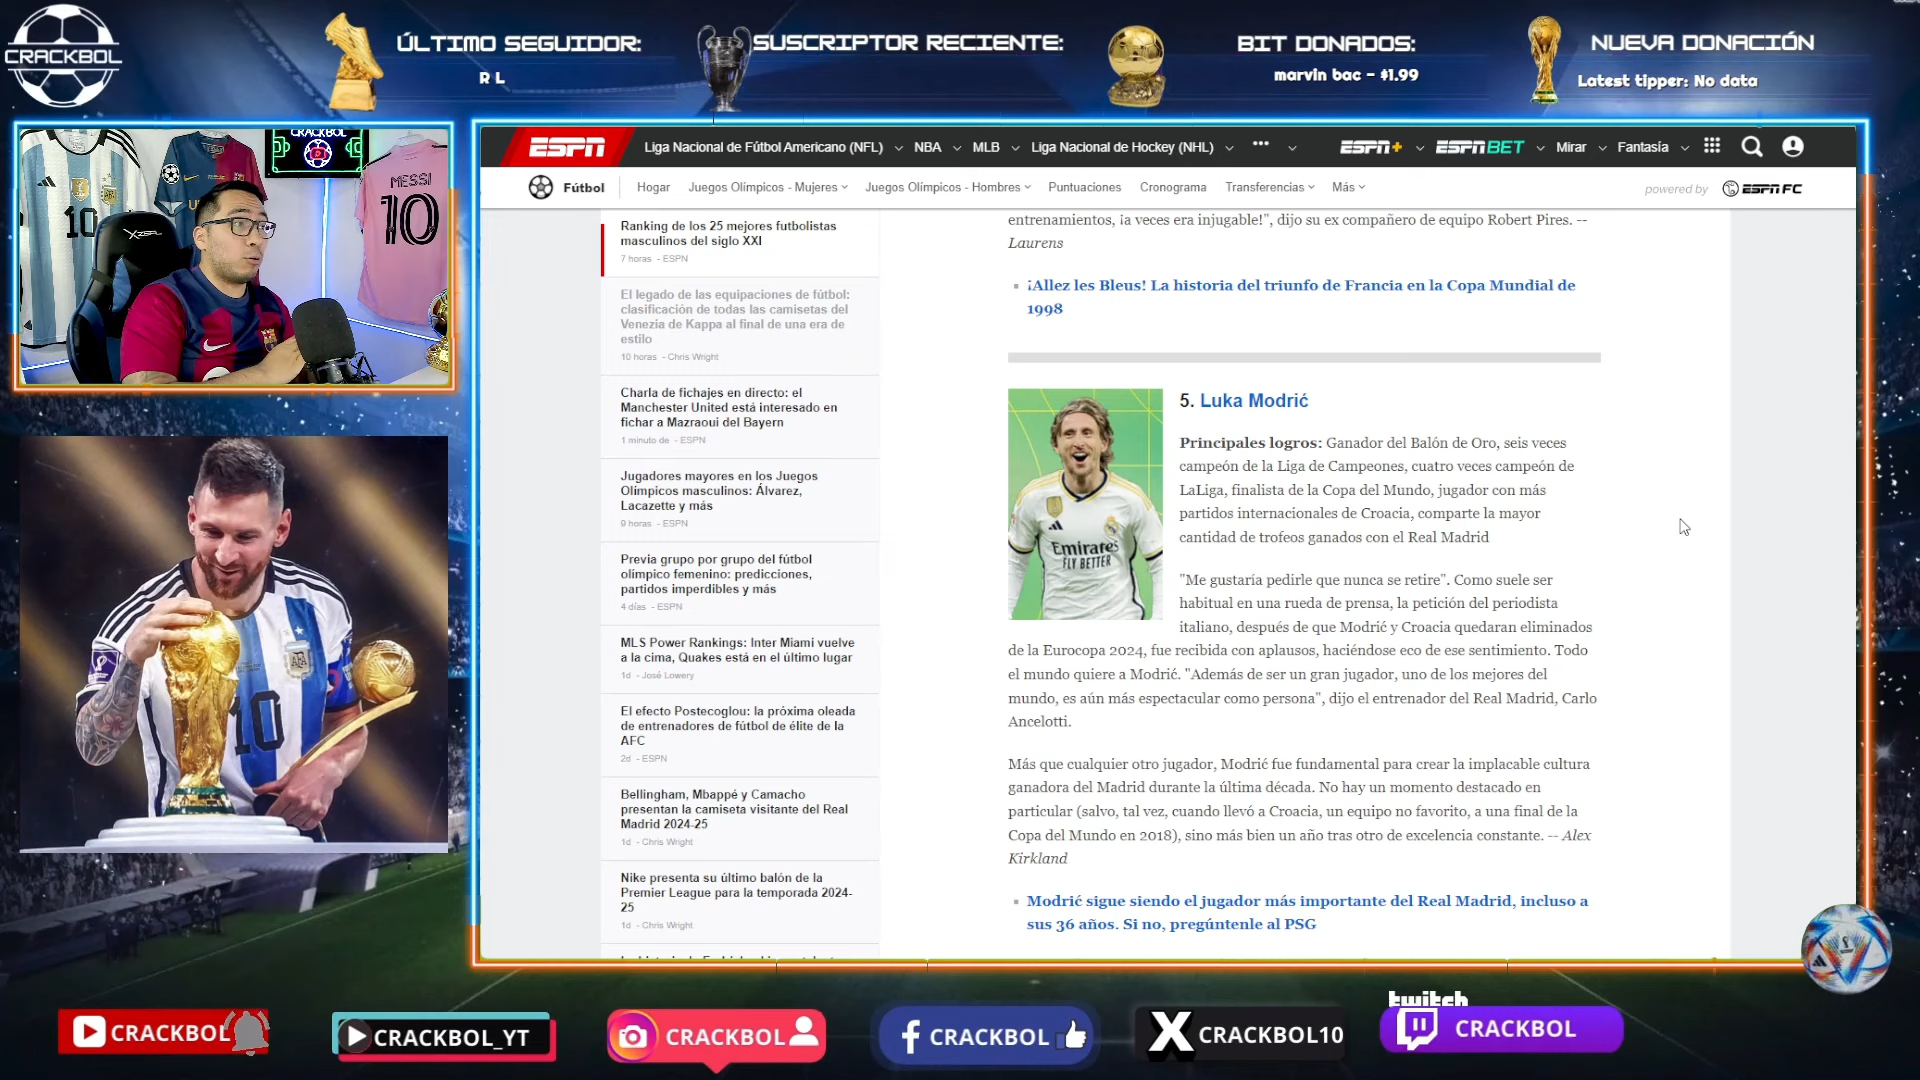 CRACKBOL
ÚLTIMO SEGUIDOR:
R L
SUSCRIPTOR RECIENTE:
BIT DONADOS:
marvin bac - $1.99
NUEVA DONACIÓN
Latest tipper: No data
CRACKBOL
MESSI
10
10
ESPN
Liga Nacional de Fútbol Americano (NFL)
NBA
MLB
Liga Nacional de Hockey (NHL)
ESPN+
ESPN BET
Mirar
Fantasía
Fútbol
Hogar
Juegos Olímpicos - Mujeres
Juegos Olímpicos - Hombres
Puntuaciones
Cronograma
Transferencias
Más
powered by
ESPN FC
Ranking de los 25 mejores futbolistas
masculinos del siglo XXI
7 horas - ESPN
El legado de las equipaciones de fútbol:
clasificación de todas las camisetas del
Venezia de Kappa al final de una era de
estilo
10 horas - Chris Wright
Charla de fichajes en directo: el
Manchester United está interesado en
fichar a Mazraoui del Bayern
1 minuto de - ESPN
Jugadores mayores en los Juegos
Olímpicos masculinos: Álvarez,
Lacazette y más
9 horas - ESPN
Previa grupo por grupo del fútbol
olímpico femenino: predicciones,
partidos imperdibles y más
4 días - ESPN
MLS Power Rankings: Inter Miami vuelve
a la cima, Quakes está en el último lugar
1d - José Lowery
El efecto Postecoglou: la próxima oleada
de entrenadores de fútbol de élite de la
AFC
2d - ESPN
Bellingham, Mbappé y Camacho
presentan la camiseta visitante del Real
Madrid 2024-25
1d - Chris Wright
Nike presenta su último balón de la
Premier League para la temporada 2024-
25
1d - Chris Wright
entrenamientos, ¡a veces era injugable!", dijo su ex compañero de equipo Robert Pires. --
Laurens
¡Allez les Bleus! La historia del triunfo de Francia en la Copa Mundial de
1998
5. Luka Modrić
Principales logros: Ganador del Balón de Oro, seis veces
campeón de la Liga de Campeones, cuatro veces campeón de
LaLiga, finalista de la Copa del Mundo, jugador con más
partidos internacionales de Croacia, comparte la mayor
cantidad de trofeos ganados con el Real Madrid
"Me gustaría pedirle que nunca se retire". Como suele ser
habitual en una rueda de prensa, la petición del periodista
italiano, después de que Modrić y Croacia quedaran eliminados
de la Eurocopa 2024, fue recibida con aplausos, haciéndose eco de ese sentimiento. Todo
el mundo quiere a Modrić. "Además de ser un gran jugador, uno de los mejores del
mundo, es aún más espectacular como persona", dijo el entrenador del Real Madrid, Carlo
Ancelotti.
Más que cualquier otro jugador, Modrić fue fundamental para crear la implacable cultura
ganadora del Madrid durante la última década. No hay un momento destacado en
particular (salvo, tal vez, cuando llevó a Croacia, un equipo no favorito, a una final de la
Copa del Mundo en 2018), sino más bien un año tras otro de excelencia constante. -- Alex
Kirkland
Modrić sigue siendo el jugador más importante del Real Madrid, incluso a
sus 36 años. Si no, pregúntenle al PSG
Emirates
FLY BETTER
AFA
10
CRACKBOL
CRACKBOL_YT
CRACKBOL
CRACKBOL
CRACKBOL10
twitch
CRACKBOL